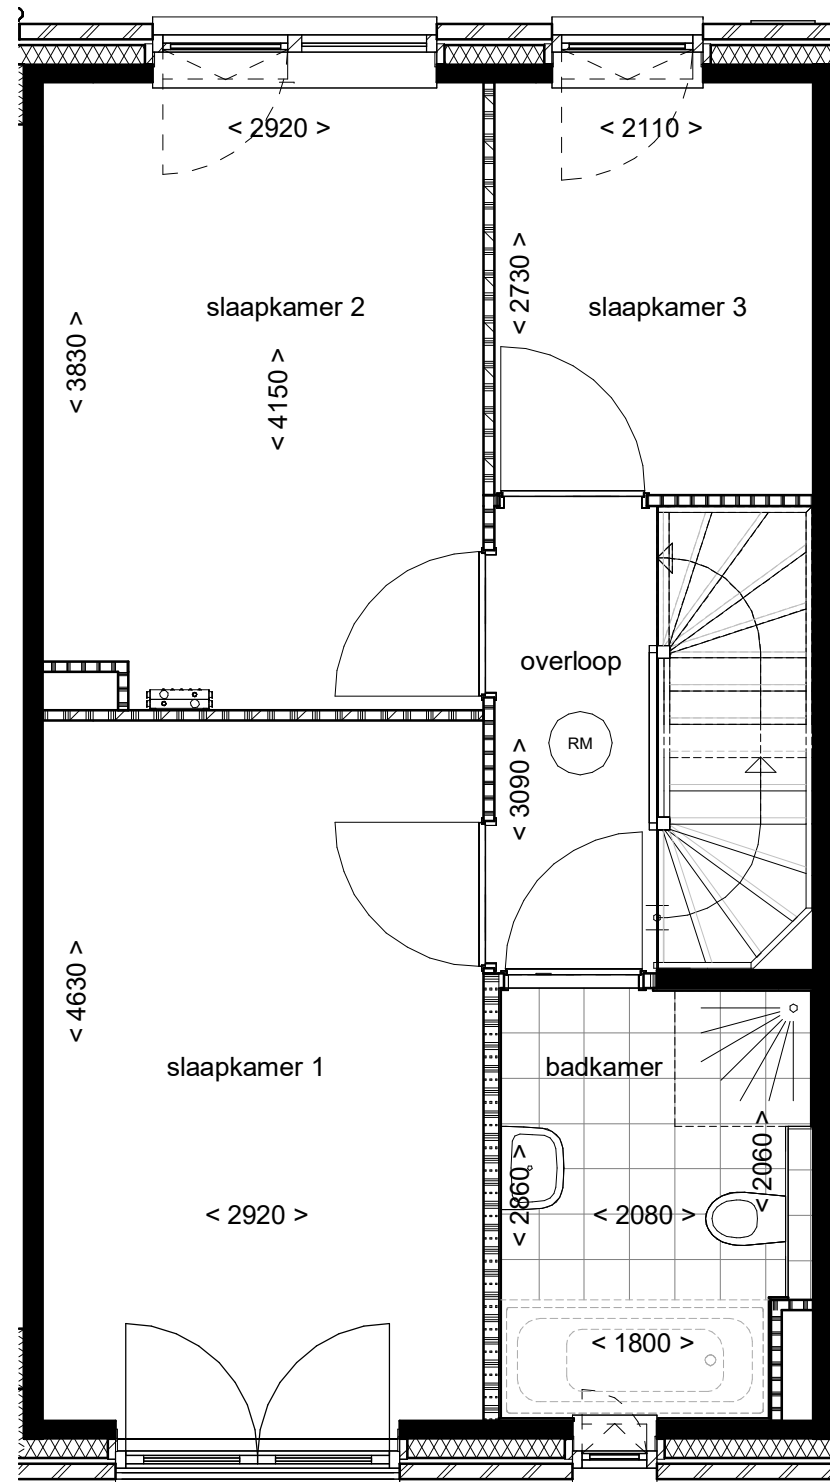 < 2920 >
< 2110 >
< 2730 >
slaapkamer 2
slaapkamer 3
< 3830 >
< 4150 >
overloop
RM
< 3090 >
< 4630 >
slaapkamer 1
badkamer
< 2060 >
< 2860 >
< 2920 >
< 2080 >
< 1800 >